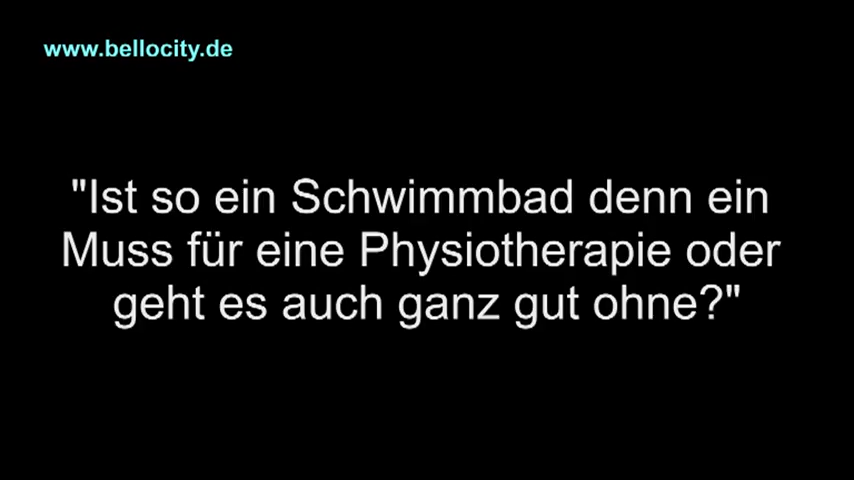 www.bellocity.de
"Ist so ein Schwimmbad denn ein
Muss für eine Physiotherapie oder
geht es auch ganz gut ohne?"